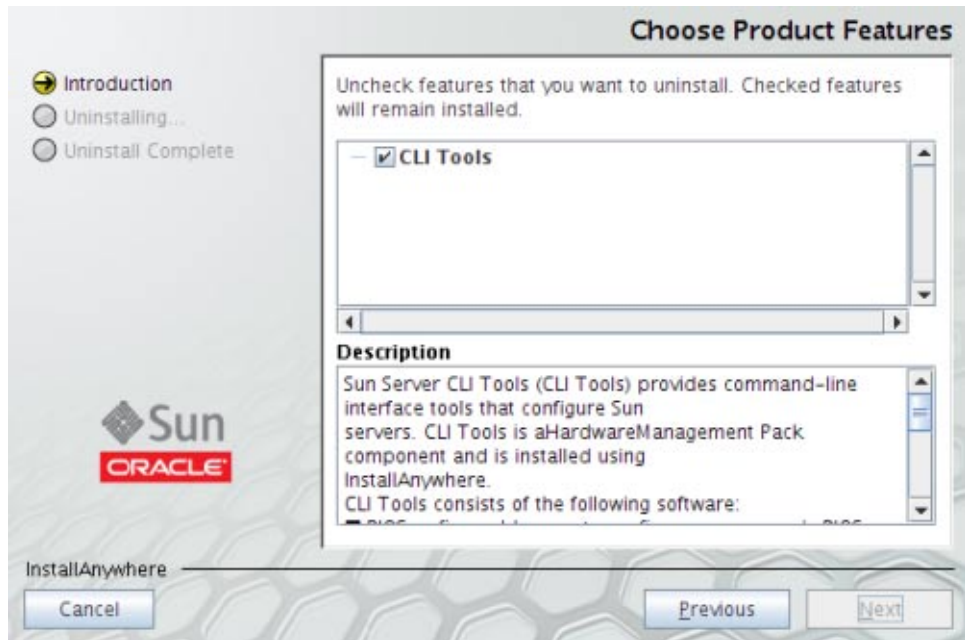 Choose Product Features
Introduction
Uninstalling...
Uninstall Complete
Uncheck features that you want to uninstall. Checked features
will remain installed.
CLI Tools
Description
Sun Server CLI Tools (CLI Tools) provides command-line
interface tools that configure Sun
servers. CLI Tools is aHardwareManagement Pack
component and is installed using
InstallAnywhere.
CLI Tools consists of the following software:
Sun
ORACLE
InstallAnywhere
Cancel
Previous
Next